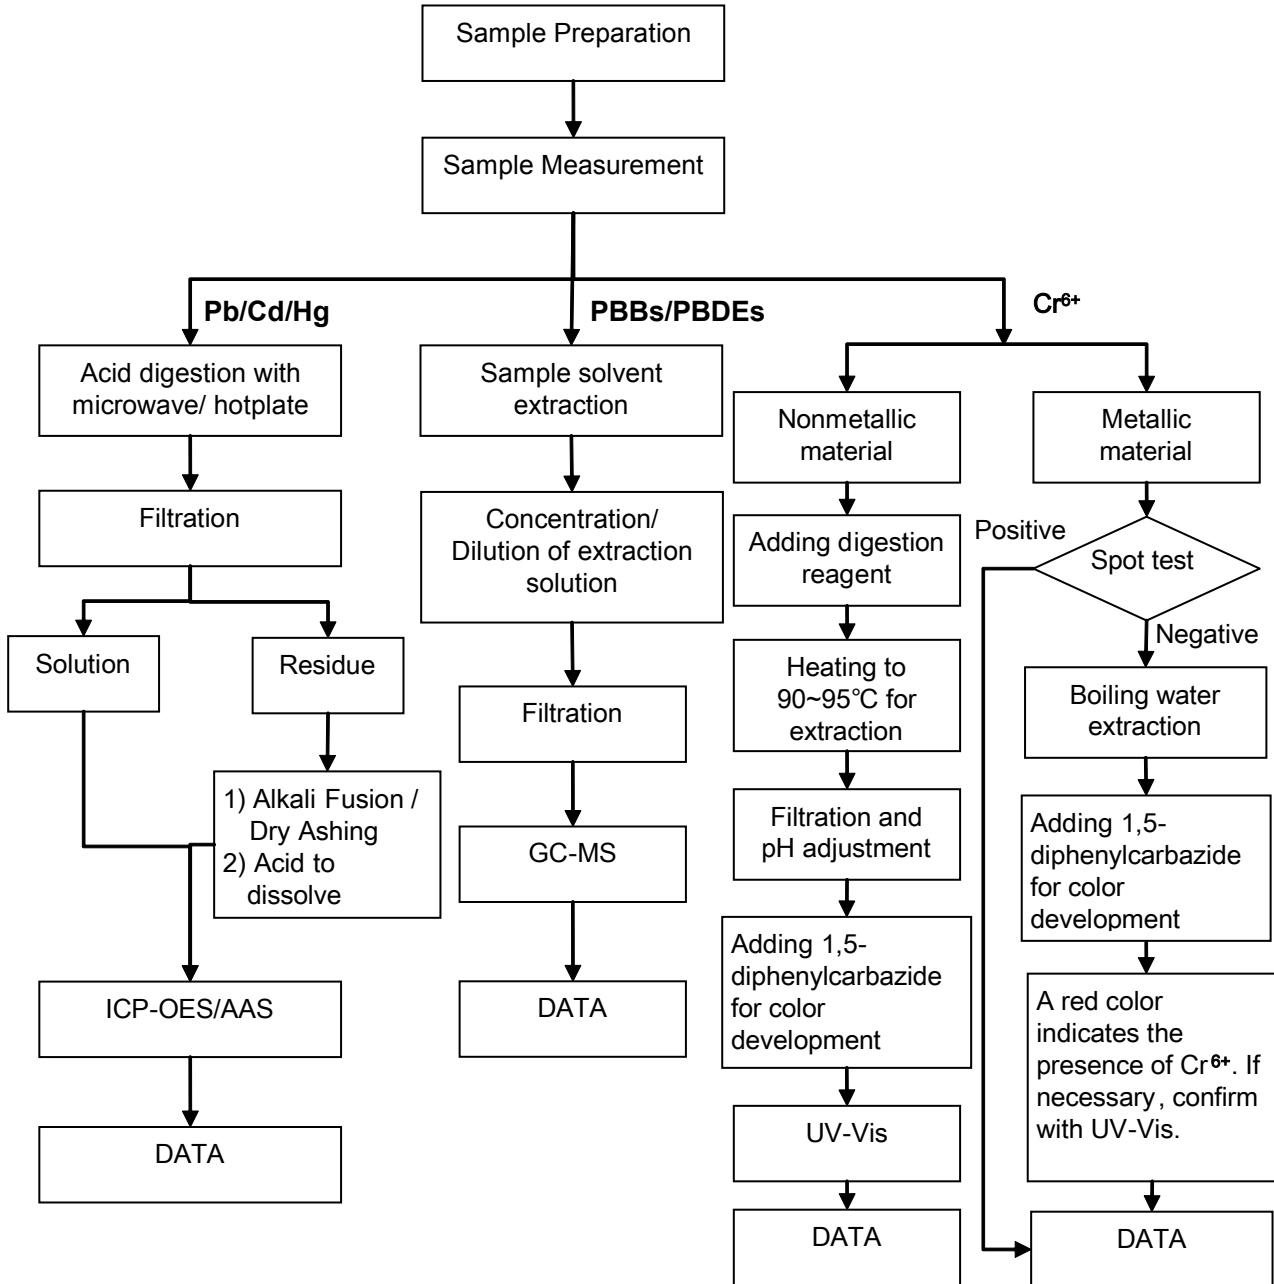 Sample Preparation
Sample Measurement
Pb/Cd/Hg
PBBs/PBDEs
Cr⁶⁺
Acid digestion with
microwave/ hotplate
Filtration
Solution
Residue
1) Alkali Fusion /
Dry Ashing
2) Acid to
dissolve
ICP-OES/AAS
DATA
Sample solvent
extraction
Concentration/
Dilution of extraction
solution
Filtration
GC-MS
DATA
Nonmetallic
material
Adding digestion
reagent
Heating to
90~95℃ for
extraction
Filtration and
pH adjustment
Adding 1,5-
diphenylcarbazide
for color
development
UV-Vis
DATA
Metallic
material
Spot test
Positive
Negative
Boiling water
extraction
Adding 1,5-
diphenylcarbazide
for color
development
A red color
indicates the
presence of Cr⁶⁺. If
necessary, confirm
with UV-Vis.
DATA